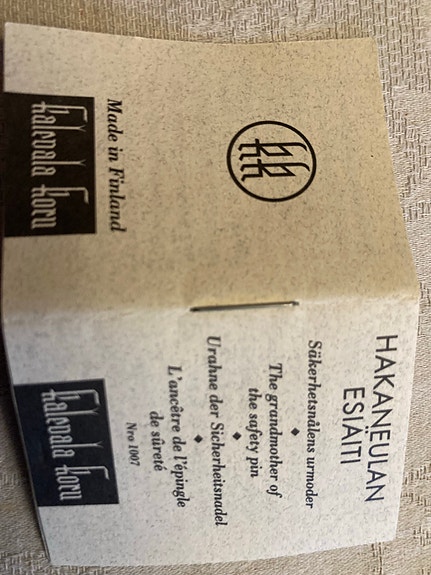 HAKANEULAN
ESIÄITI
Säkerhetsnålens urmoder
◆
The grandmother of
the safety pin
◆
Urahne der Sicherheitsnadel
◆
L'ancêtre de l'épingle
de sûreté
Nro 1007
Kalevala Koru
kk
Made in Finland
Kalevala Koru